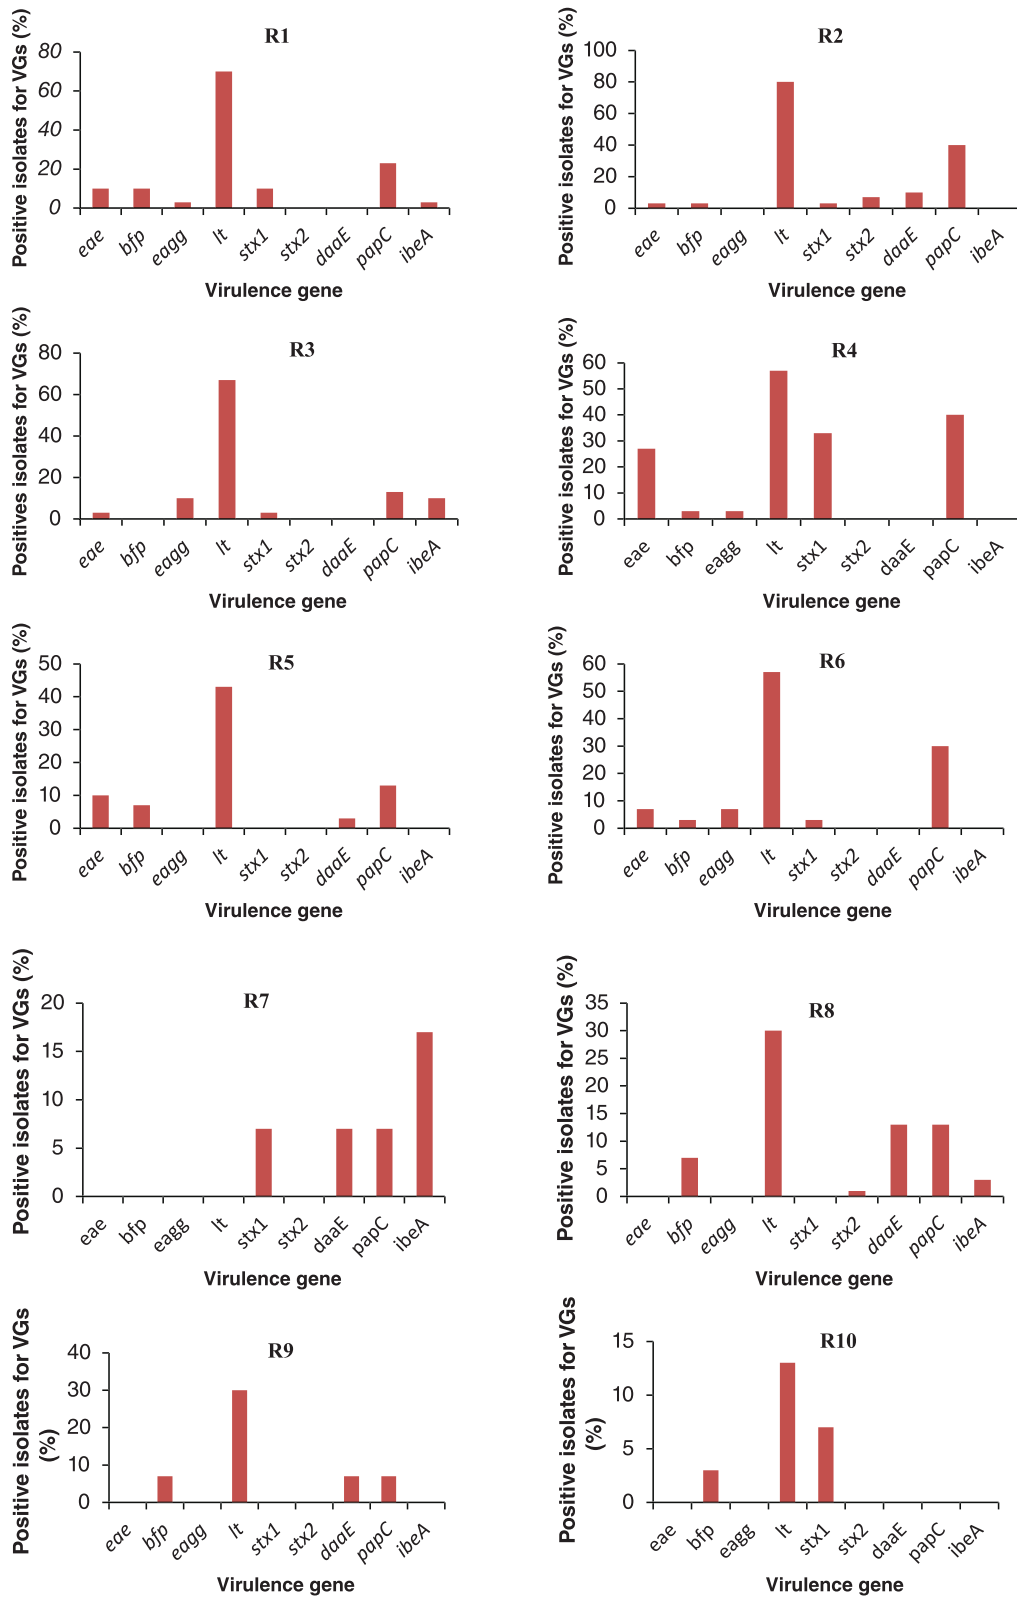 R1
Positive isolates for VGs (%)
80
60
40
20
0
eae bfp eagg lt stx1 stx2 daaE papC ibeA
Virulence gene
R2
Positive isolates for VGs (%)
100
80
60
40
20
0
eae bfp eagg lt stx1 stx2 daaE papC ibeA
Virulence gene
R3
Positives isolates for VGs (%)
80
60
40
20
0
eae bfp eagg lt stx1 stx2 daaE papC ibeA
Virulence gene
R4
Positive isolates for VGs (%)
60
50
40
30
20
10
0
eae bfp eagg lt stx1 stx2 daaE papC ibeA
Virulence gene
R5
Positive isolates for VGs (%)
50
40
30
20
10
0
eae bfp eagg lt stx1 stx2 daaE papC ibeA
Virulence gene
R6
Positive isolates for VGs (%)
60
50
40
30
20
10
0
eae bfp eagg lt stx1 stx2 daaE papC ibeA
Virulence gene
R7
Positive isolates for VGs (%)
20
15
10
5
0
eae bfp eagg lt stx1 stx2 daaE papC ibeA
Virulence gene
R8
Positive isolates for VGs (%)
35
30
25
20
15
10
5
0
eae bfp eagg lt stx1 stx2 daaE papC ibeA
Virulence gene
R9
Positive isolates for VGs
(%)
40
30
20
10
0
eae bfp eagg lt stx1 stx2 daaE papC ibeA
Virulence gene
R10
Positive isolates for VGs
(%)
15
10
5
0
eae bfp eagg lt stx1 stx2 daaE papC ibeA
Virulence gene